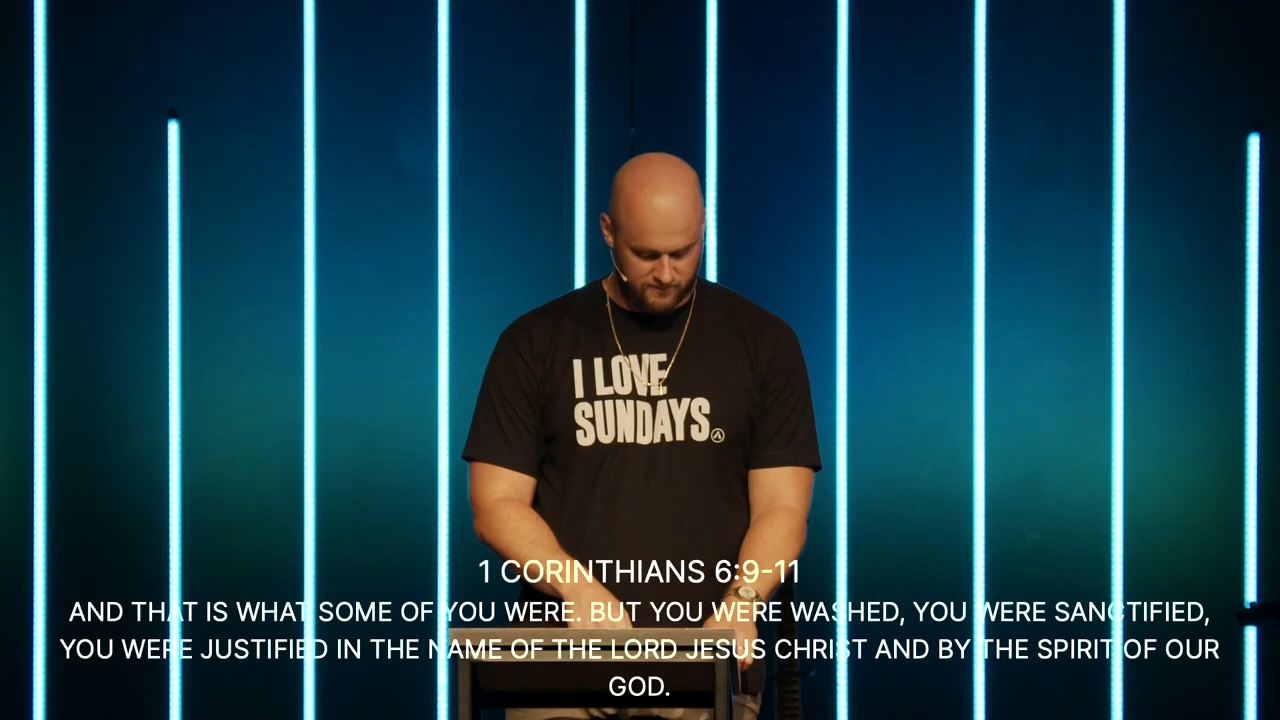 I LOVE
SUNDAYS
1 CORINTHIANS 6:9-11
AND THAT IS WHAT SOME OF YOU WERE. BUT YOU WERE WASHED, YOU WERE SANCTIFIED,
YOU WERE JUSTIFIED IN THE NAME OF THE LORD JESUS CHRIST AND BY THE SPIRIT OF OUR
GOD.